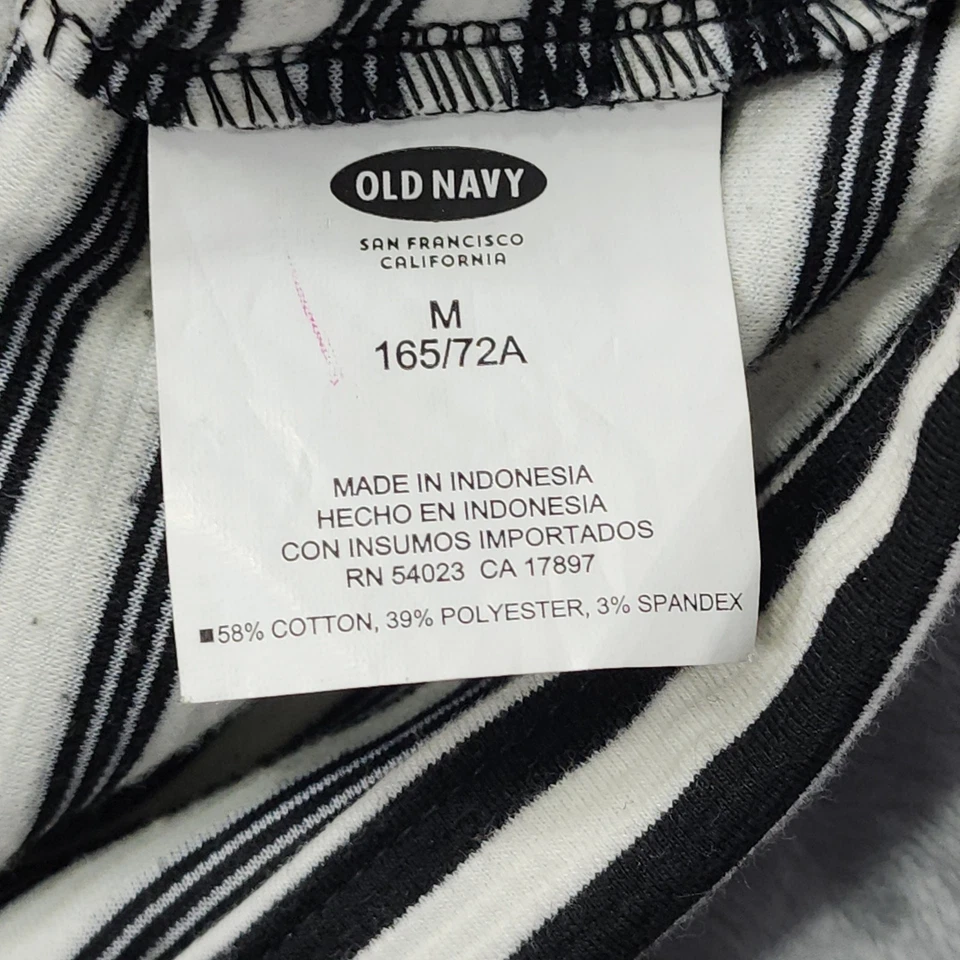 OLD NAVY
SAN FRANCISCO
CALIFORNIA
M
165/72A
MADE IN INDONESIA
HECHO EN INDONESIA
CON INSUMOS IMPORTADOS
RN 54023 CA 17897
58% COTTON, 39% POLYESTER, 3% SPANDEX